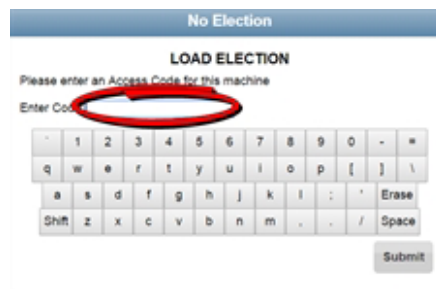 No Election
LOAD ELECTION
Please enter an Access Code for this machine
Enter Code
` 1 2 3 4 5 6 7 8 9 0 - =
q w e r t y u i o p [ ] \
a s d f g h j k l ; ' Erase
Shift z x c v b n m , . / Space
Submit